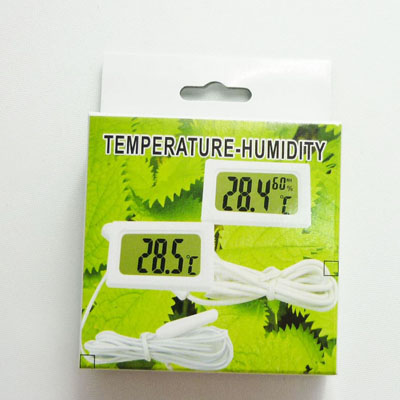 TEMPERATURE-HUMIDITY
28.4 60 %
°C
28.5 °C